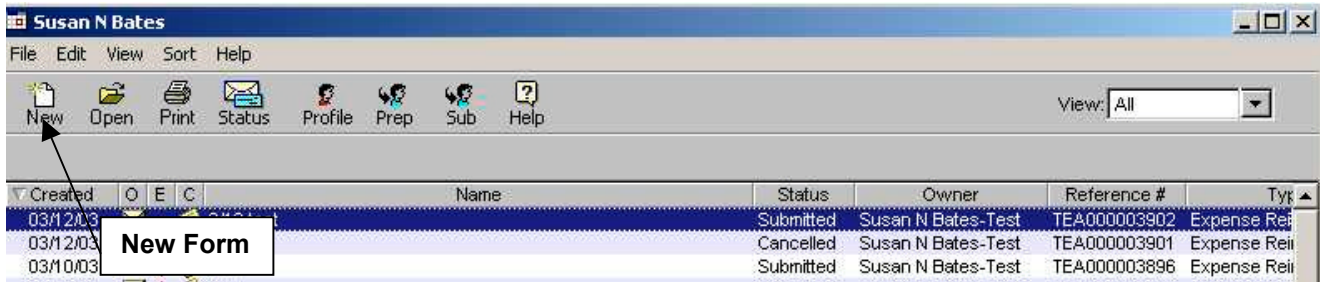 Susan N Bates
File Edit View Sort Help
New Open Print Status Profile Prep Sub Help View: All
Created O E C Name Status Owner Reference # Typ
03/12/03 Submitted Susan N Bates-Test TEA000003902 Expense Rei
03/12/03 Cancelled Susan N Bates-Test TEA000003901 Expense Rei
03/10/03 Submitted Susan N Bates-Test TEA000003896 Expense Rei
New Form